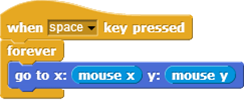 when space key pressed
forever
go to x: mouse x y: mouse y